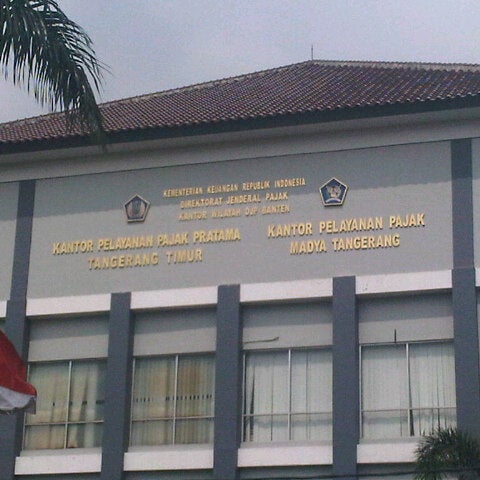 KEMENTERIAN KEUANGAN REPUBLIK INDONESIA
DIREKTORAT JENDERAL PAJAK
KANTOR WILAYAH DJP BANTEN
KANTOR PELAYANAN PAJAK PRATAMA
TANGERANG TIMUR
KANTOR PELAYANAN PAJAK
MADYA TANGERANG